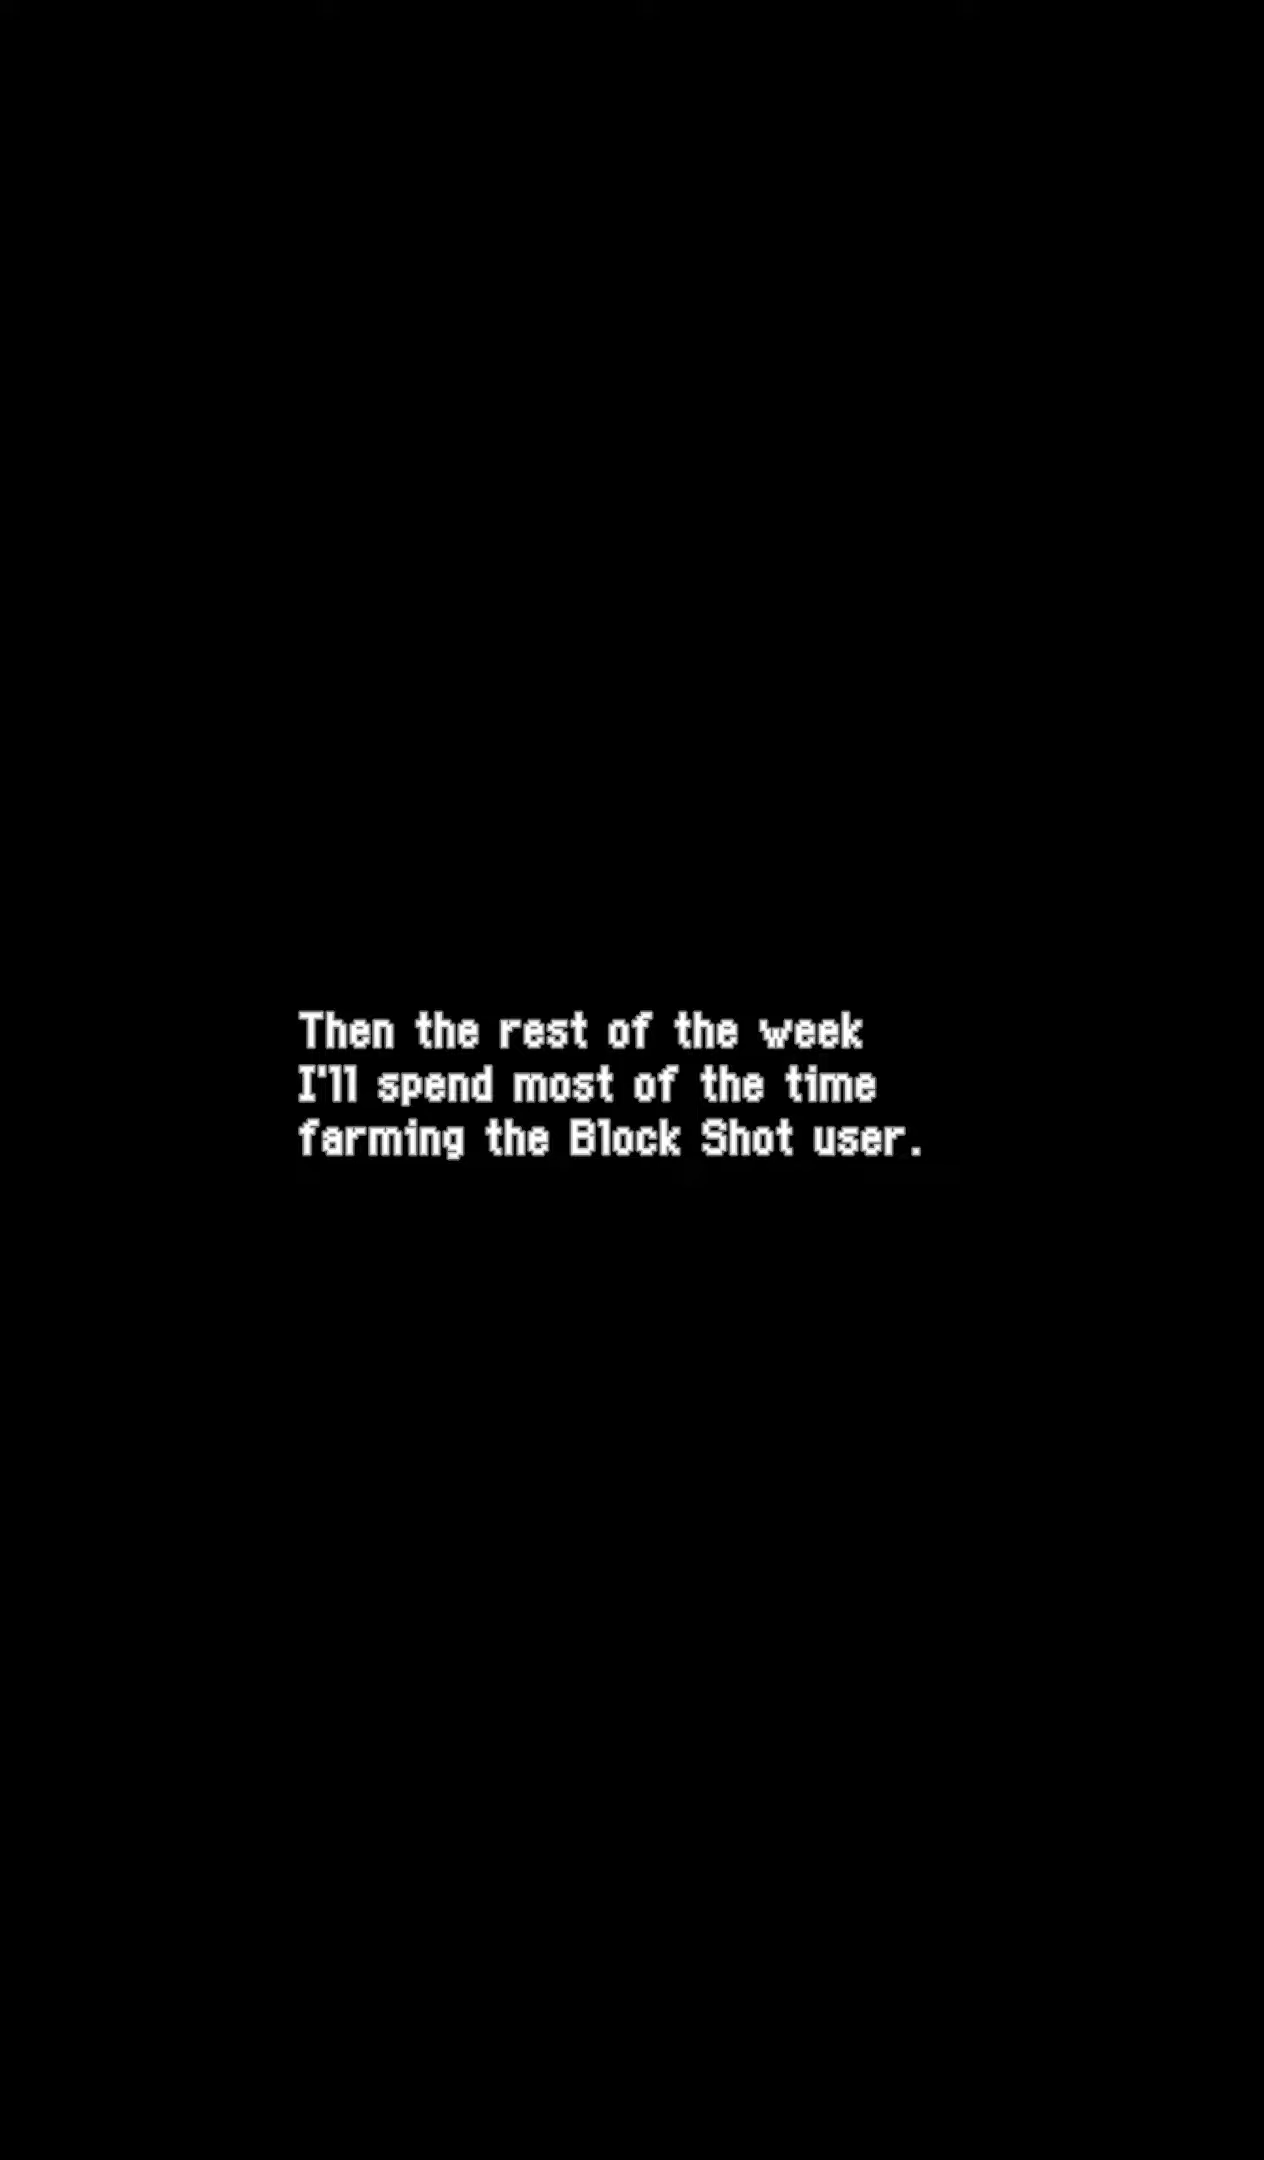 Then the rest of the week
I'll spend most of the time
farming the Block Shot user.